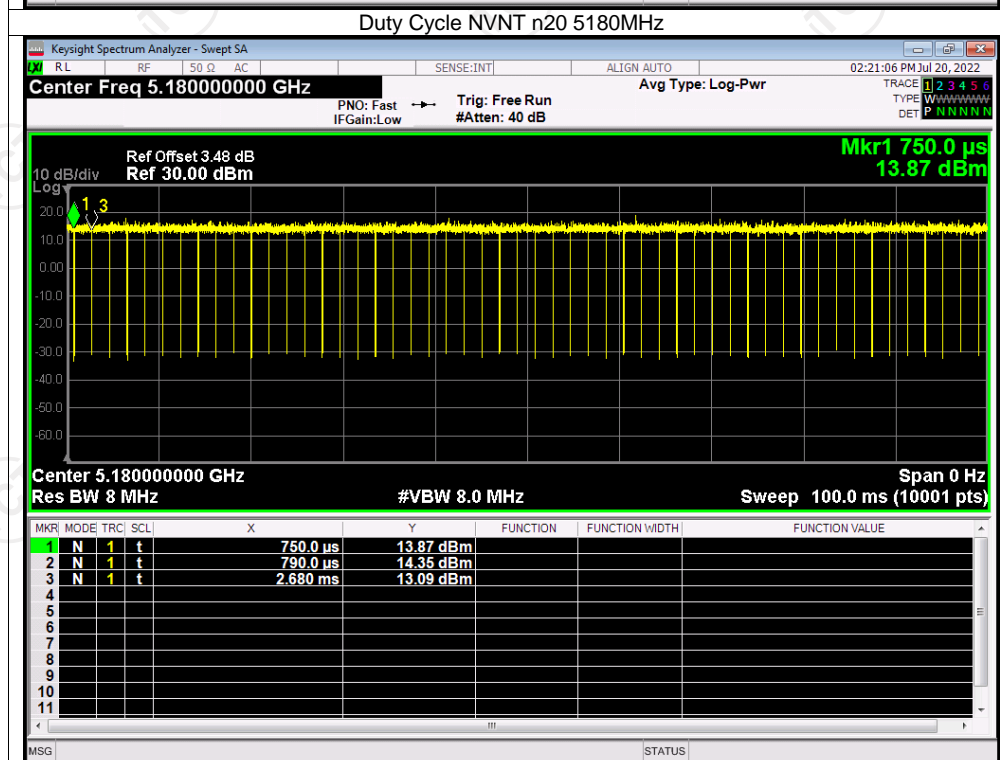 Duty Cycle NVNT n20 5180MHz
Keysight Spectrum Analyzer - Swept SA
LXI RL RF 50 Ω AC SENSE:INT ALIGN AUTO 02:21:06 PM Jul 20, 2022
Center Freq 5.180000000 GHz Avg Type: Log-Pwr TRACE 1 2 3 4 5 6
PNO: Fast Trig: Free Run TYPE W
IFGain:Low #Atten: 40 dB DET P N N N N N
Ref Offset 3.48 dB Mkr1 750.0 µs
10 dB/div Ref 30.00 dBm 13.87 dBm
Log
1 3
20.0
10.0
0.00
-10.0
-20.0
-30.0
-40.0
-50.0
-60.0
Center 5.180000000 GHz Span 0 Hz
Res BW 8 MHz #VBW 8.0 MHz Sweep 100.0 ms (10001 pts)
MKR MODE TRC SCL X Y FUNCTION FUNCTION WIDTH FUNCTION VALUE
1 N 1 t 750.0 µs 13.87 dBm
2 N 1 t 790.0 µs 14.35 dBm
3 N 1 t 2.680 ms 13.09 dBm
4
5
6
7
8
9
10
11
MSG STATUS